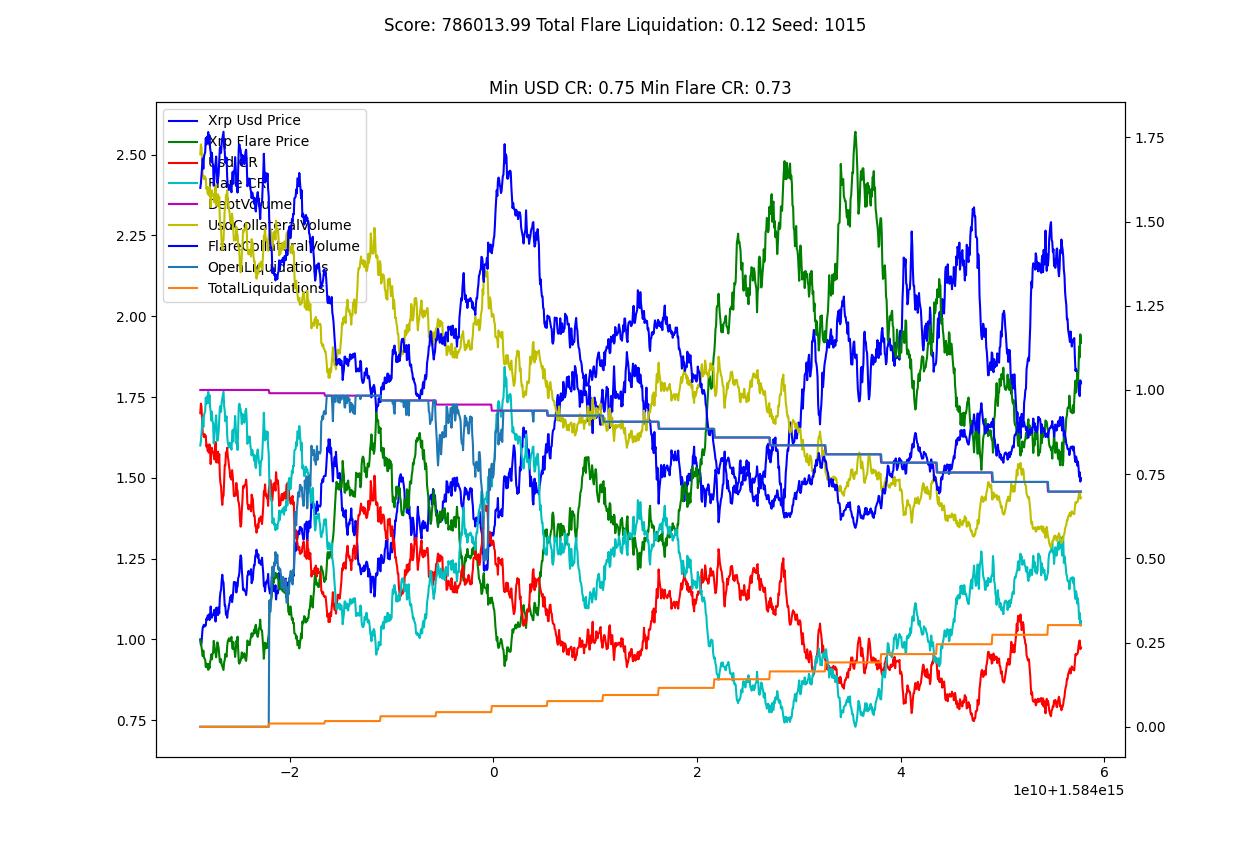 Score: 786013.99 Total Flare Liquidation: 0.12 Seed: 1015
Min USD CR: 0.75 Min Flare CR: 0.73
Xrp Usd Price
Xrp Flare Price
Usd CR
Flare CR
DebtVolume
UsdCollateralVolume
FlareCollateralVolume
OpenLiquidations
TotalLiquidations
2.50
2.25
2.00
1.75
1.50
1.25
1.00
0.75
1.75
1.50
1.25
1.00
0.75
0.50
0.25
0.00
−2 0 2 4 6
1e10+1.584e15